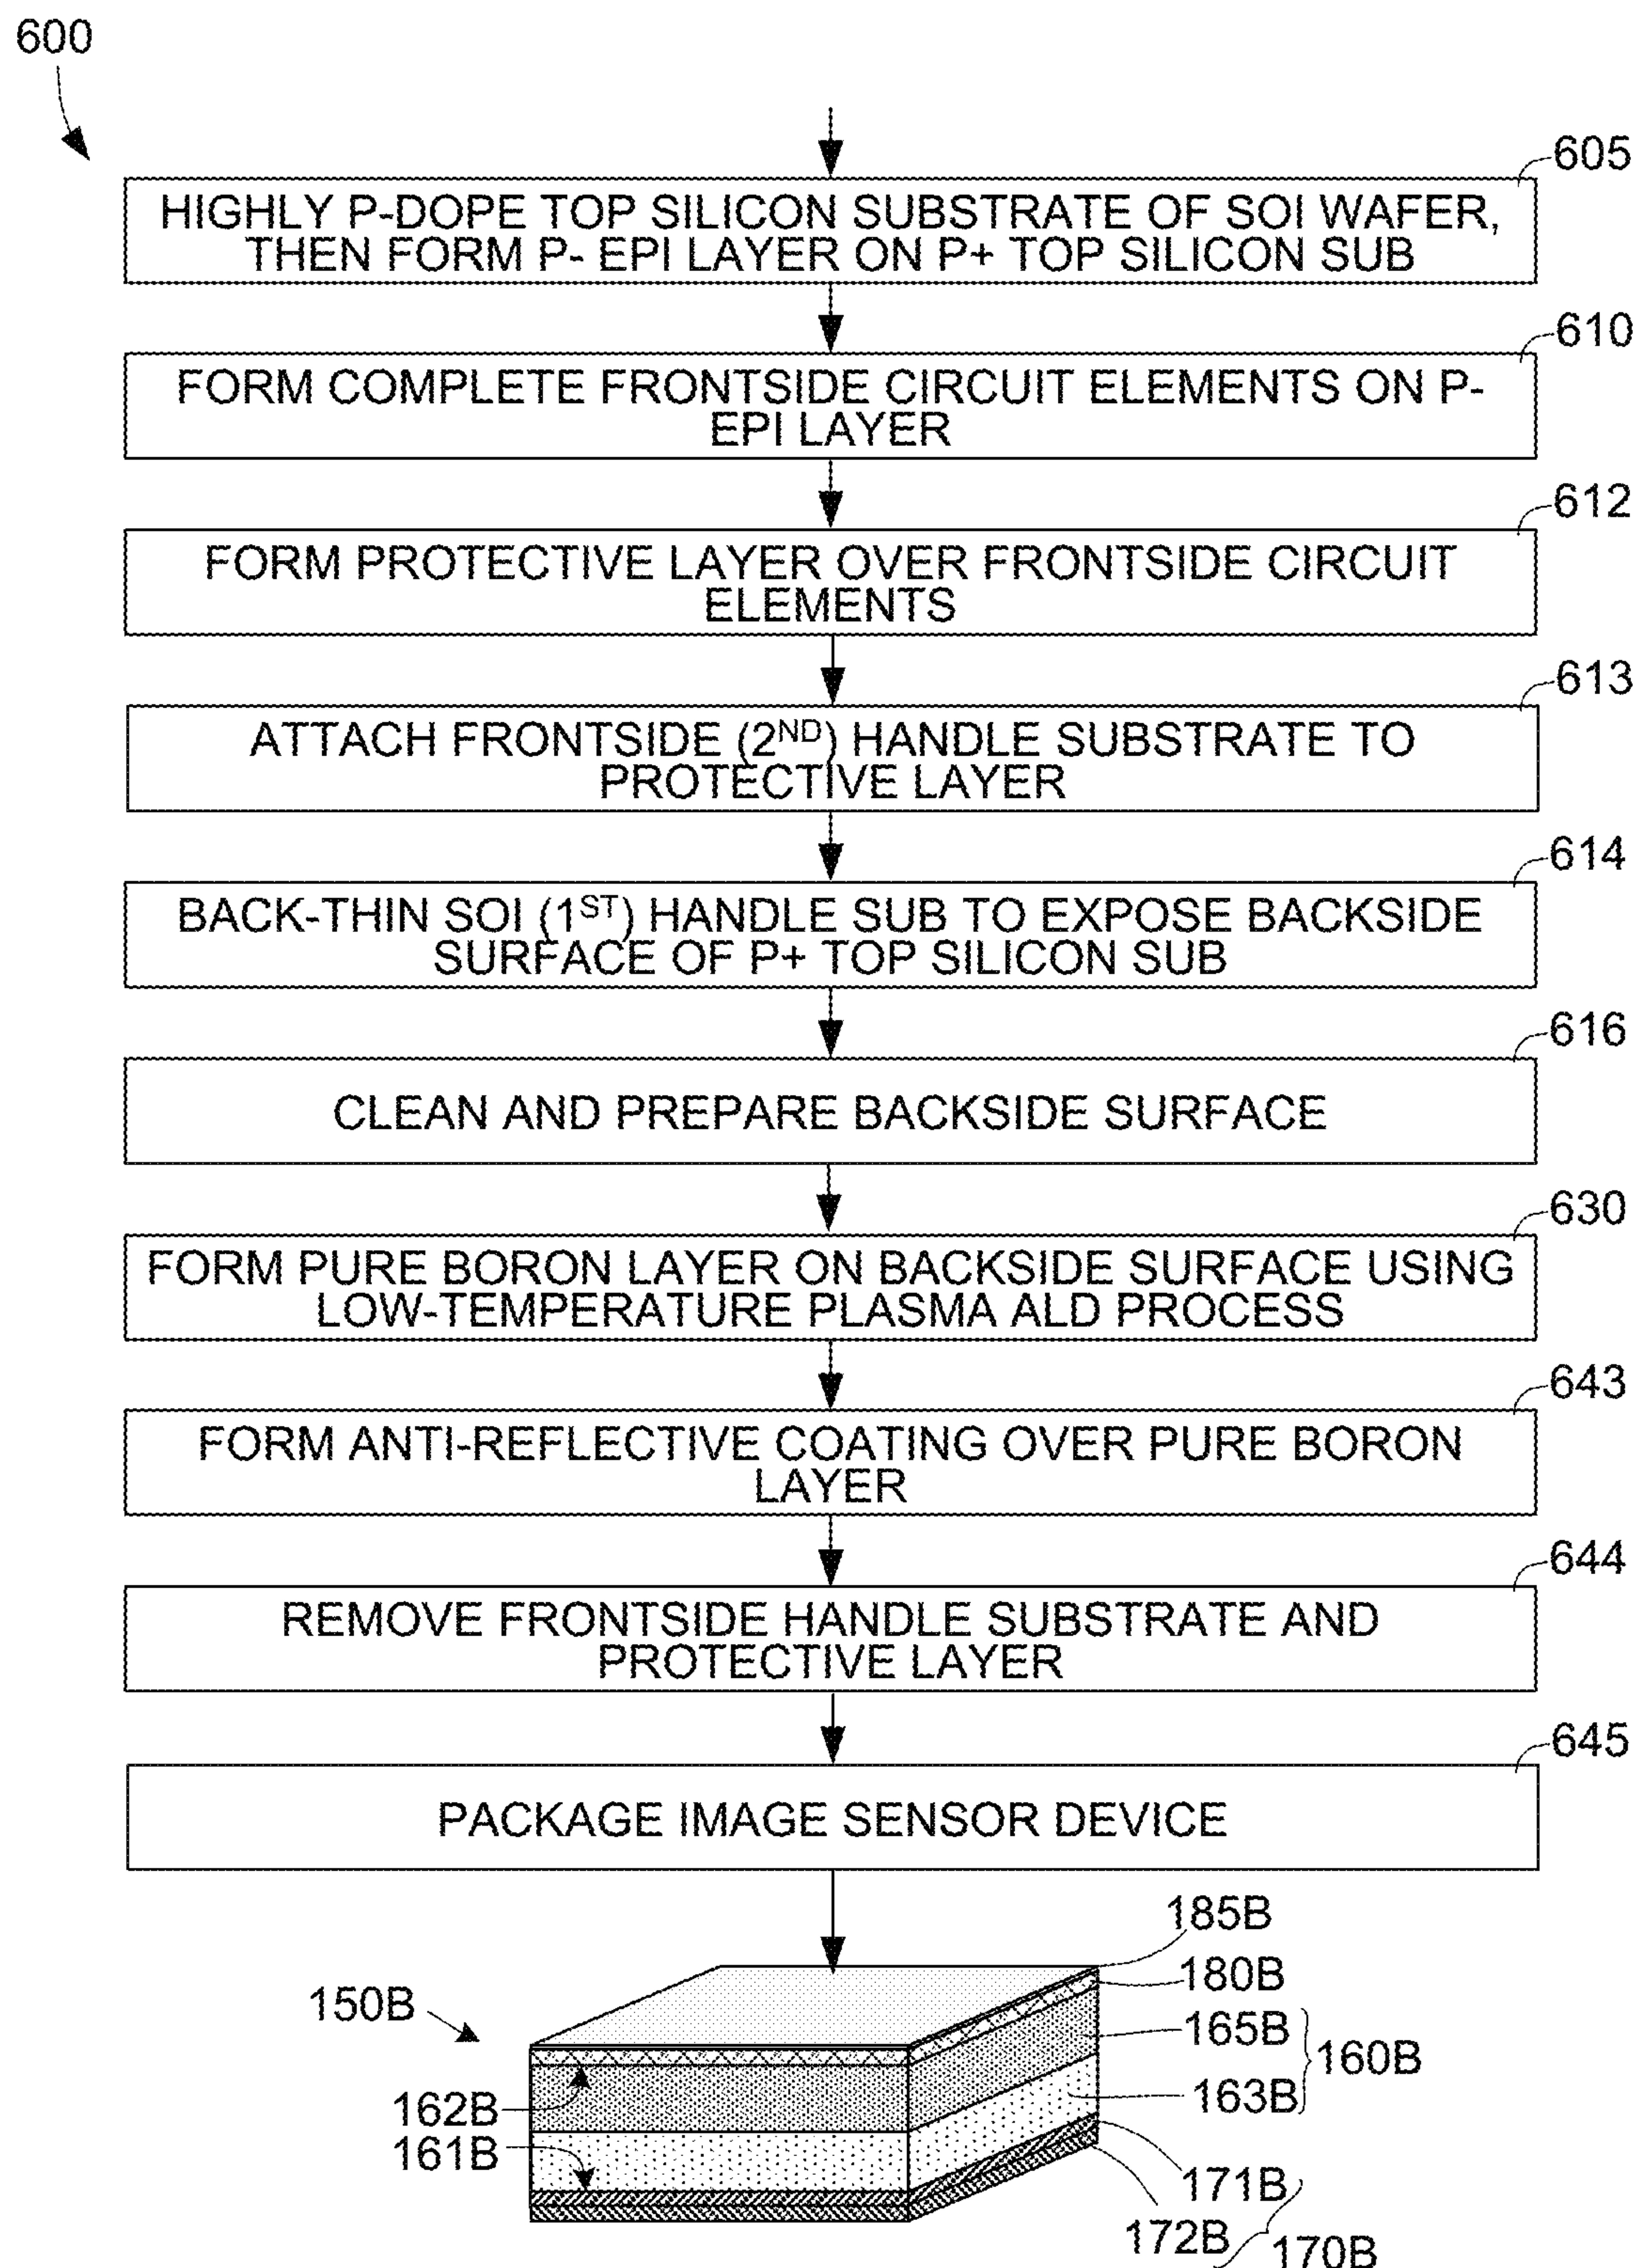 600
605
HIGHLY P-DOPE TOP SILICON SUBSTRATE OF SOI WAFER,
THEN FORM P- EPI LAYER ON P+ TOP SILICON SUB
610
FORM COMPLETE FRONTSIDE CIRCUIT ELEMENTS ON P-
EPI LAYER
612
FORM PROTECTIVE LAYER OVER FRONTSIDE CIRCUIT
ELEMENTS
613
ATTACH FRONTSIDE (2ND) HANDLE SUBSTRATE TO
PROTECTIVE LAYER
614
BACK-THIN SOI (1ST) HANDLE SUB TO EXPOSE BACKSIDE
SURFACE OF P+ TOP SILICON SUB
616
CLEAN AND PREPARE BACKSIDE SURFACE
630
FORM PURE BORON LAYER ON BACKSIDE SURFACE USING
LOW-TEMPERATURE PLASMA ALD PROCESS
643
FORM ANTI-REFLECTIVE COATING OVER PURE BORON
LAYER
644
REMOVE FRONTSIDE HANDLE SUBSTRATE AND
PROTECTIVE LAYER
645
PACKAGE IMAGE SENSOR DEVICE
185B
180B
150B
165B
160B
163B
162B
161B
171B
172B
170B